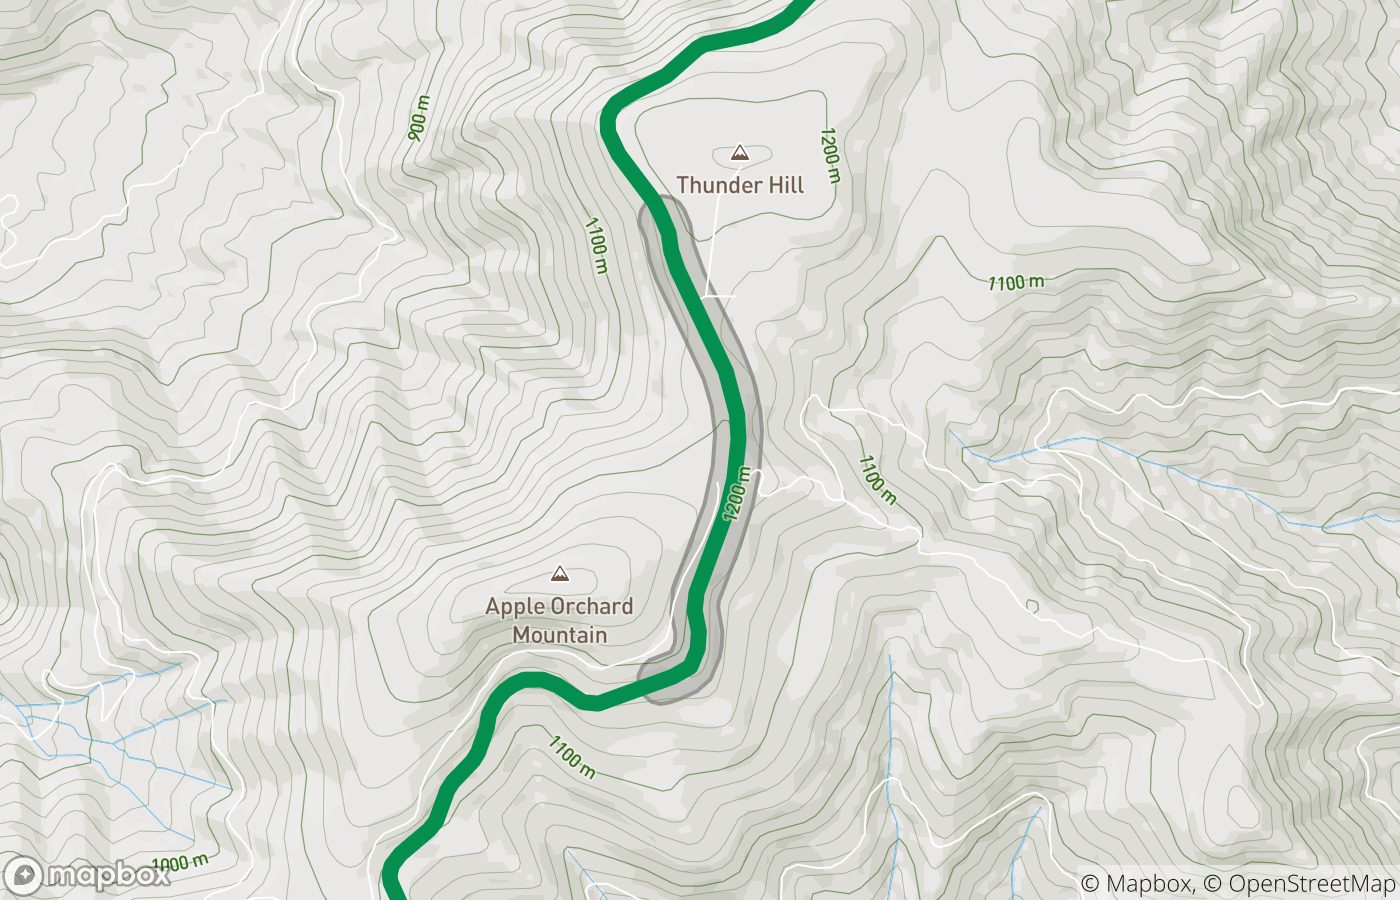 900 m
1200 m
Thunder Hill
1100 m
1100 m
1100 m
1200 m
Apple Orchard
Mountain
1100 m
1000 m
mapbox
© Mapbox, © OpenStreetMap